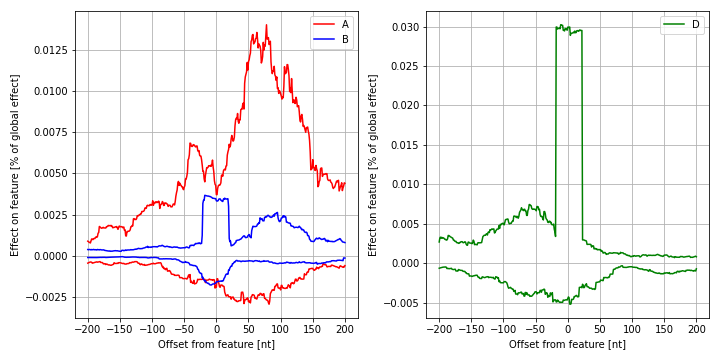 A
B
0.0125
0.0100
0.0075
0.0050
0.0025
0.0000
−0.0025
Effect on feature [% of global effect]
−200 −150 −100 −50 0 50 100 150 200
Offset from feature [nt]
D
0.030
0.025
0.020
0.015
0.010
0.005
0.000
−0.005
Effect on feature [% of global effect]
−200 −150 −100 −50 0 50 100 150 200
Offset from feature [nt]